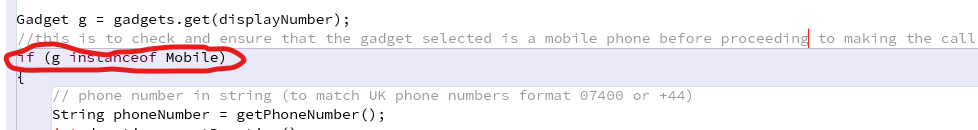 Gadget g = gadgets.get(displayNumber);
//this is to check and ensure that the gadget selected is a mobile phone before proceeding to making the call
if (g instanceof Mobile)
{
// phone number in string (to match UK phone numbers format 07400 or +44)
String phoneNumber = getPhoneNumber();